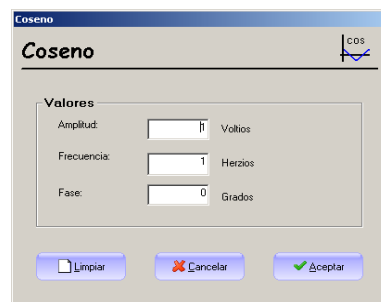 Coseno
Coseno
cos
Valores
Amplitud: 1 Voltios
Frecuencia: 1 Herzios
Fase: 0 Grados
Limpiar Cancelar Aceptar